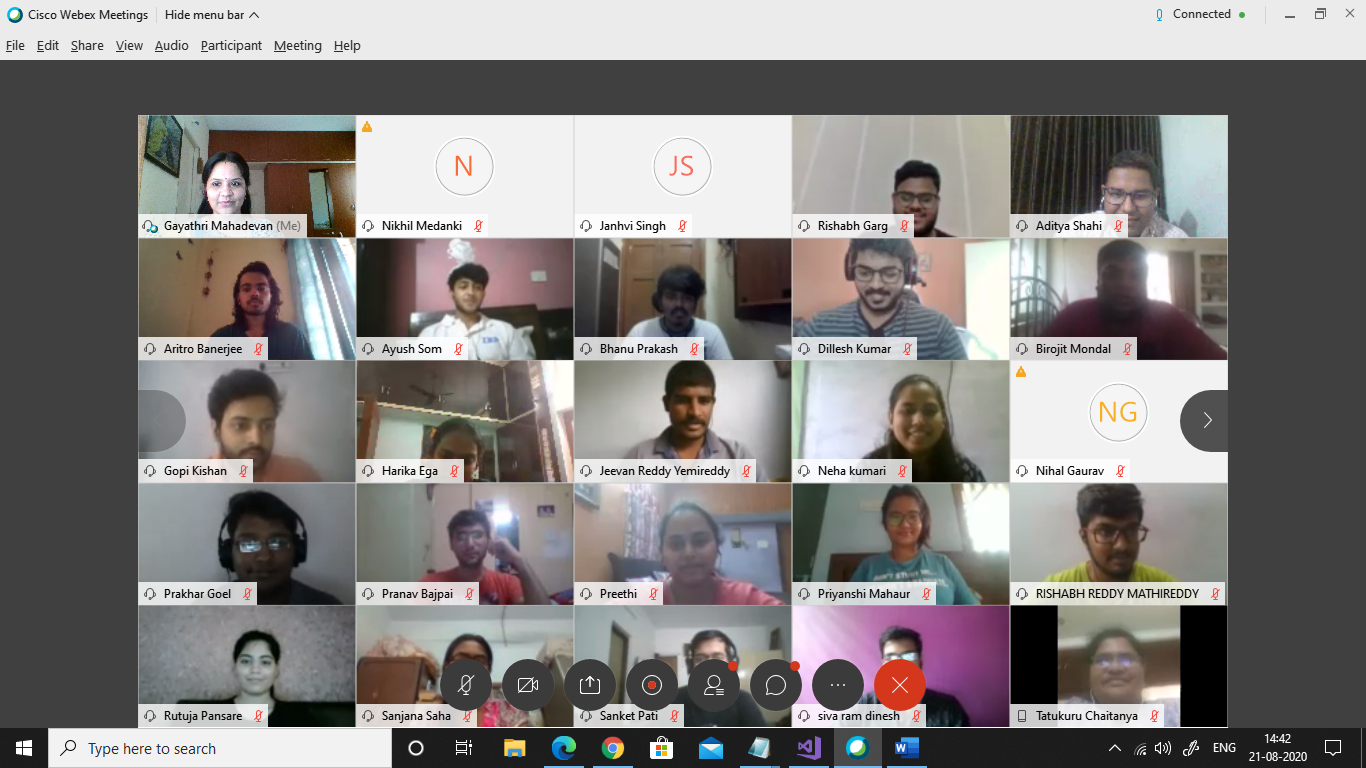 Cisco Webex Meetings Hide menu bar Connected
File Edit Share View Audio Participant Meeting Help
N JS
Gayathri Mahadevan (Me) Nikhil Medanki Janhvi Singh Rishabh Garg Aditya Shahi
Aritro Banerjee Ayush Som Bhanu Prakash Dillesh Kumar Birojit Mondal
NG
Gopi Kishan Harika Ega Jeevan Reddy Yemireddy Neha kumari Nihal Gaurav
Prakhar Goel Pranav Bajpai Preethi Priyanshi Mahaur RISHABH REDDY MATHIREDDY
Rutuja Pansare Sanjana Saha Sanket Pati siva ram dinesh Tatukuru Chaitanya
Type here to search ENG 14:42
21-08-2020